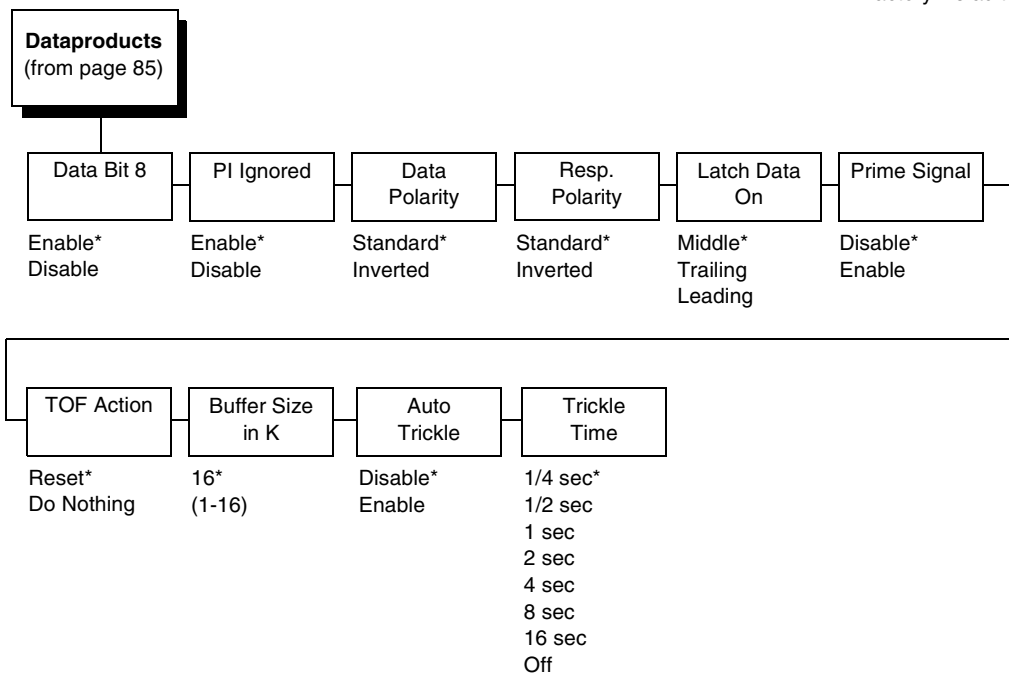 Dataproducts
(from page 85)
Data Bit 8
Enable*
Disable
PI Ignored
Enable*
Disable
Data
Polarity
Standard*
Inverted
Resp.
Polarity
Standard*
Inverted
Latch Data
On
Middle*
Trailing
Leading
Prime Signal
Disable*
Enable
TOF Action
Reset*
Do Nothing
Buffer Size
in K
16*
(1-16)
Auto
Trickle
Disable*
Enable
Trickle
Time
1/4 sec*
1/2 sec
1 sec
2 sec
4 sec
8 sec
16 sec
Off